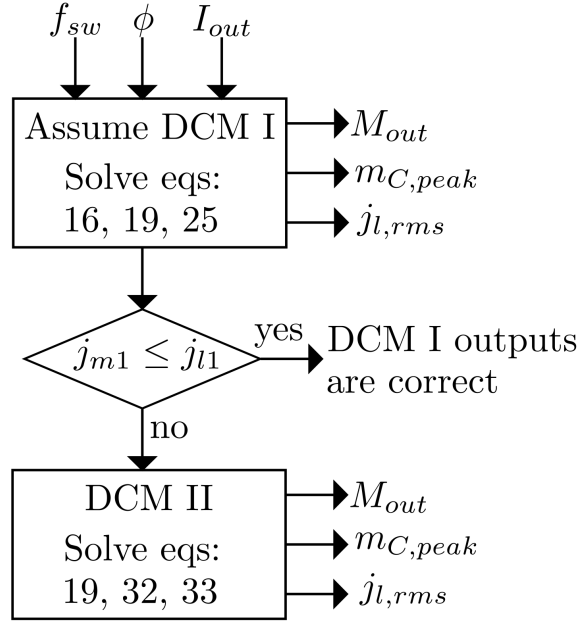 f_{sw} ϕ I_{out}
Assume DCM I
Solve eqs:
16, 19, 25
M_{out}
m_{C,peak}
j_{l,rms}
j_{m1} ≤ j_{l1}
yes
DCM I outputs
are correct
no
DCM II
Solve eqs:
19, 32, 33
M_{out}
m_{C,peak}
j_{l,rms}